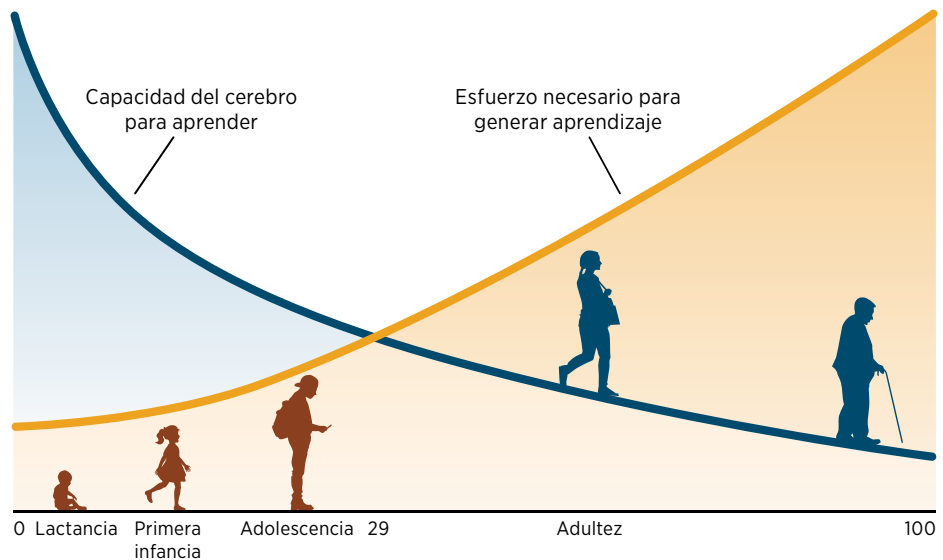 Capacidad del cerebro
para aprender
Esfuerzo necesario para
generar aprendizaje
0 Lactancia Primera Adolescencia 29 Adultez 100
infancia